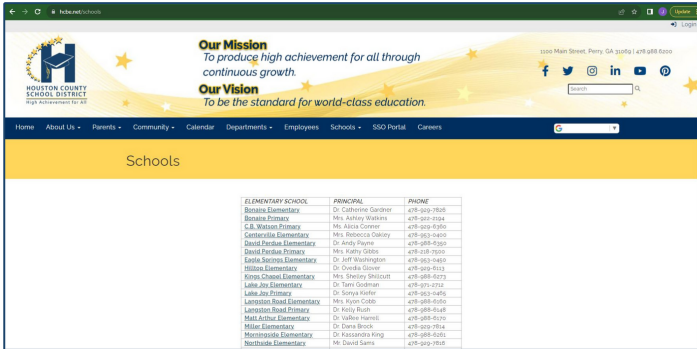 hcbe.net/schools
Update
Login
HOUSTON COUNTY
SCHOOL DISTRICT
High Achievement for All
Our Mission
To produce high achievement for all through
continuous growth.
Our Vision
To be the standard for world-class education.
1100 Main Street, Perry, GA 31069 | 478.988.6200
Search
Home About Us Parents Community Calendar Departments Employees Schools SSO Portal Careers
Schools
ELEMENTARY SCHOOL PRINCIPAL PHONE
Bonaire Elementary Dr. Catherine Gardner 478-929-7826
Bonaire Primary Mrs. Ashley Watkins 478-922-2194
C.B. Watson Primary Ms. Alicia Conner 478-929-6360
Centerville Elementary Mrs. Rebecca Oakley 478-953-0400
David Perdue Elementary Dr. Andy Payne 478-988-6350
David Perdue Primary Mrs. Kathy Gibbs 478-218-7500
Eagle Springs Elementary Dr. Jeff Washington 478-953-0450
Hilltop Elementary Dr. Ovedia Glover 478-929-6113
Kings Chapel Elementary Mrs. Shelley Shillcutt 478-988-6273
Lake Joy Elementary Dr. Tami Godman 478-971-2712
Lake Joy Primary Dr. Sonya Kiefer 478-953-0465
Langston Road Elementary Mrs. Kyon Cobb 478-988-6160
Langston Road Primary Dr. Kelly Rush 478-988-6148
Matt Arthur Elementary Dr. VaRee Harrell 478-988-6170
Miller Elementary Dr. Dana Brock 478-929-7814
Morningside Elementary Dr. Kassandra King 478-988-6261
Northside Elementary Mr. David Sams 478-929-7816